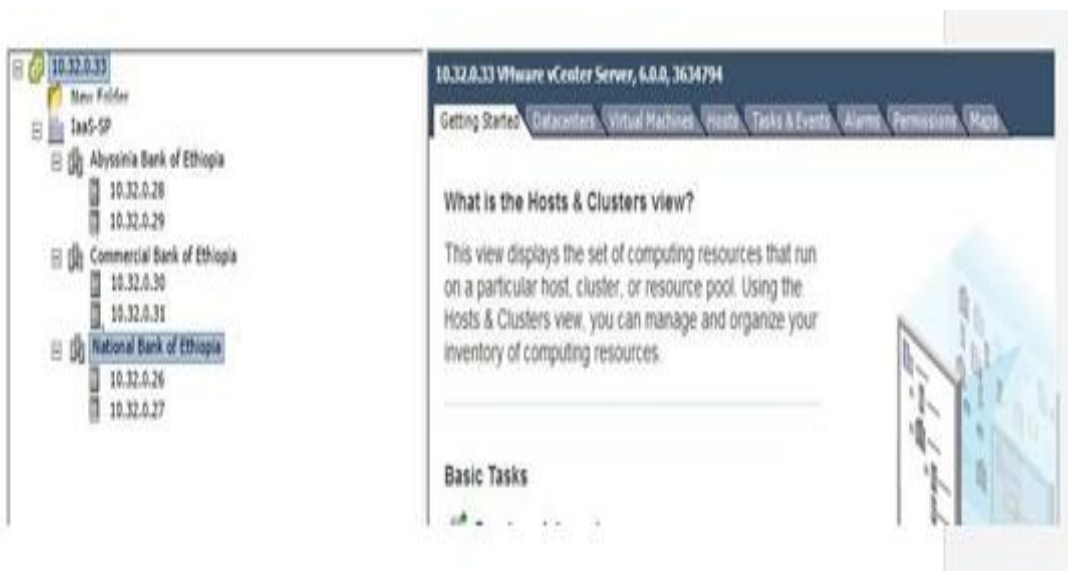 10.32.0.33
New Folder
IaaS-SP
Abyssinia Bank of Ethiopia
10.32.0.28
10.32.0.29
Commercial Bank of Ethiopia
10.32.0.30
10.32.0.31
National Bank of Ethiopia
10.32.0.26
10.32.0.27
10.32.0.33 VMware vCenter Server, 6.0.0, 3634794
Getting Started Datacenters Virtual Machines Hosts Tasks & Events Alarms Permissions Maps
What is the Hosts & Clusters view?
This view displays the set of computing resources that run
on a particular host, cluster, or resource pool. Using the
Hosts & Clusters view, you can manage and organize your
inventory of computing resources.
Basic Tasks